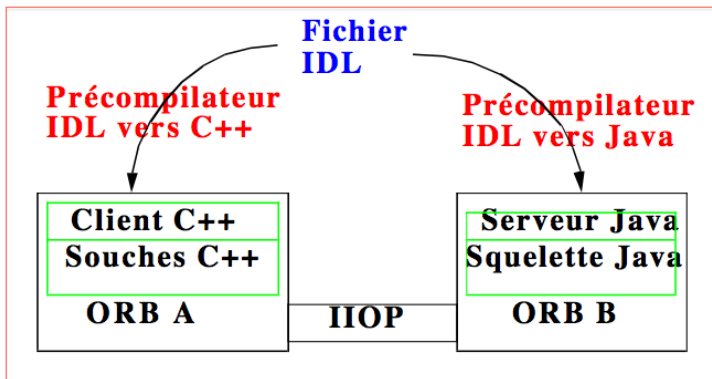 Fichier
IDL
Précompilateur
IDL vers C++
Précompilateur
IDL vers Java
Client C++
Souches C++
ORB A
IIOP
Serveur Java
Squelette Java
ORB B